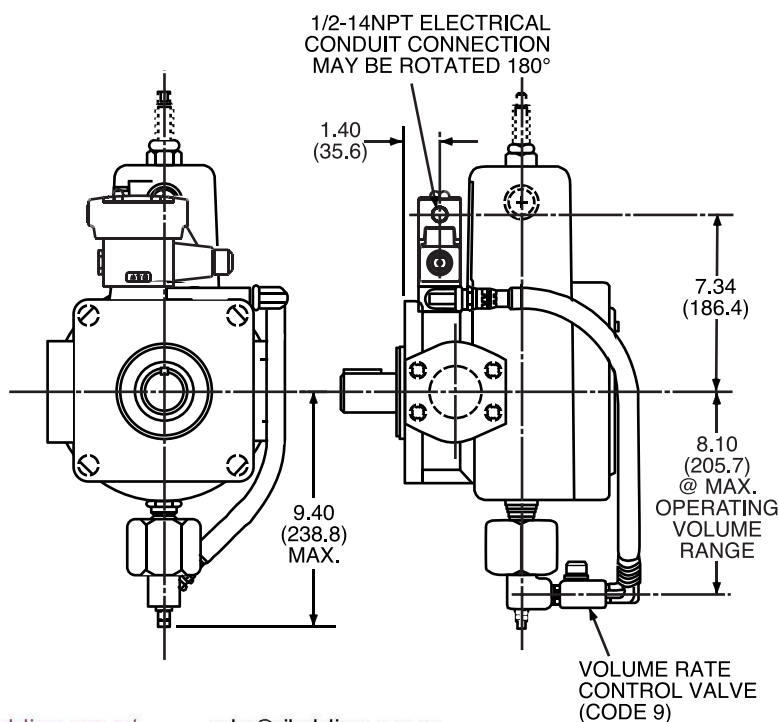 1/2-14NPT ELECTRICAL
CONDUIT CONNECTION
MAY BE ROTATED 180°
1.40
(35.6)
7.34
(186.4)
9.40
(238.8)
MAX.
8.10
(205.7)
@ MAX.
OPERATING
VOLUME
RANGE
VOLUME RATE
CONTROL VALVE
(CODE 9)